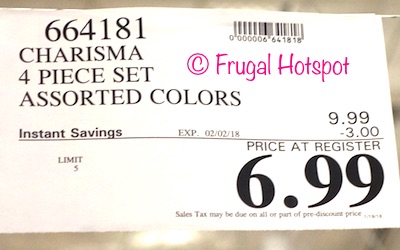 664181
0000006641818
CHARISMA
© Frugal Hotspot
4 PIECE SET
ASSORTED COLORS
9.99
Instant Savings EXP. 02/02/18 -3.00
PRICE AT REGISTER
LIMIT
5
6.99
Sales Tax may be due on all or part of pre-discount price